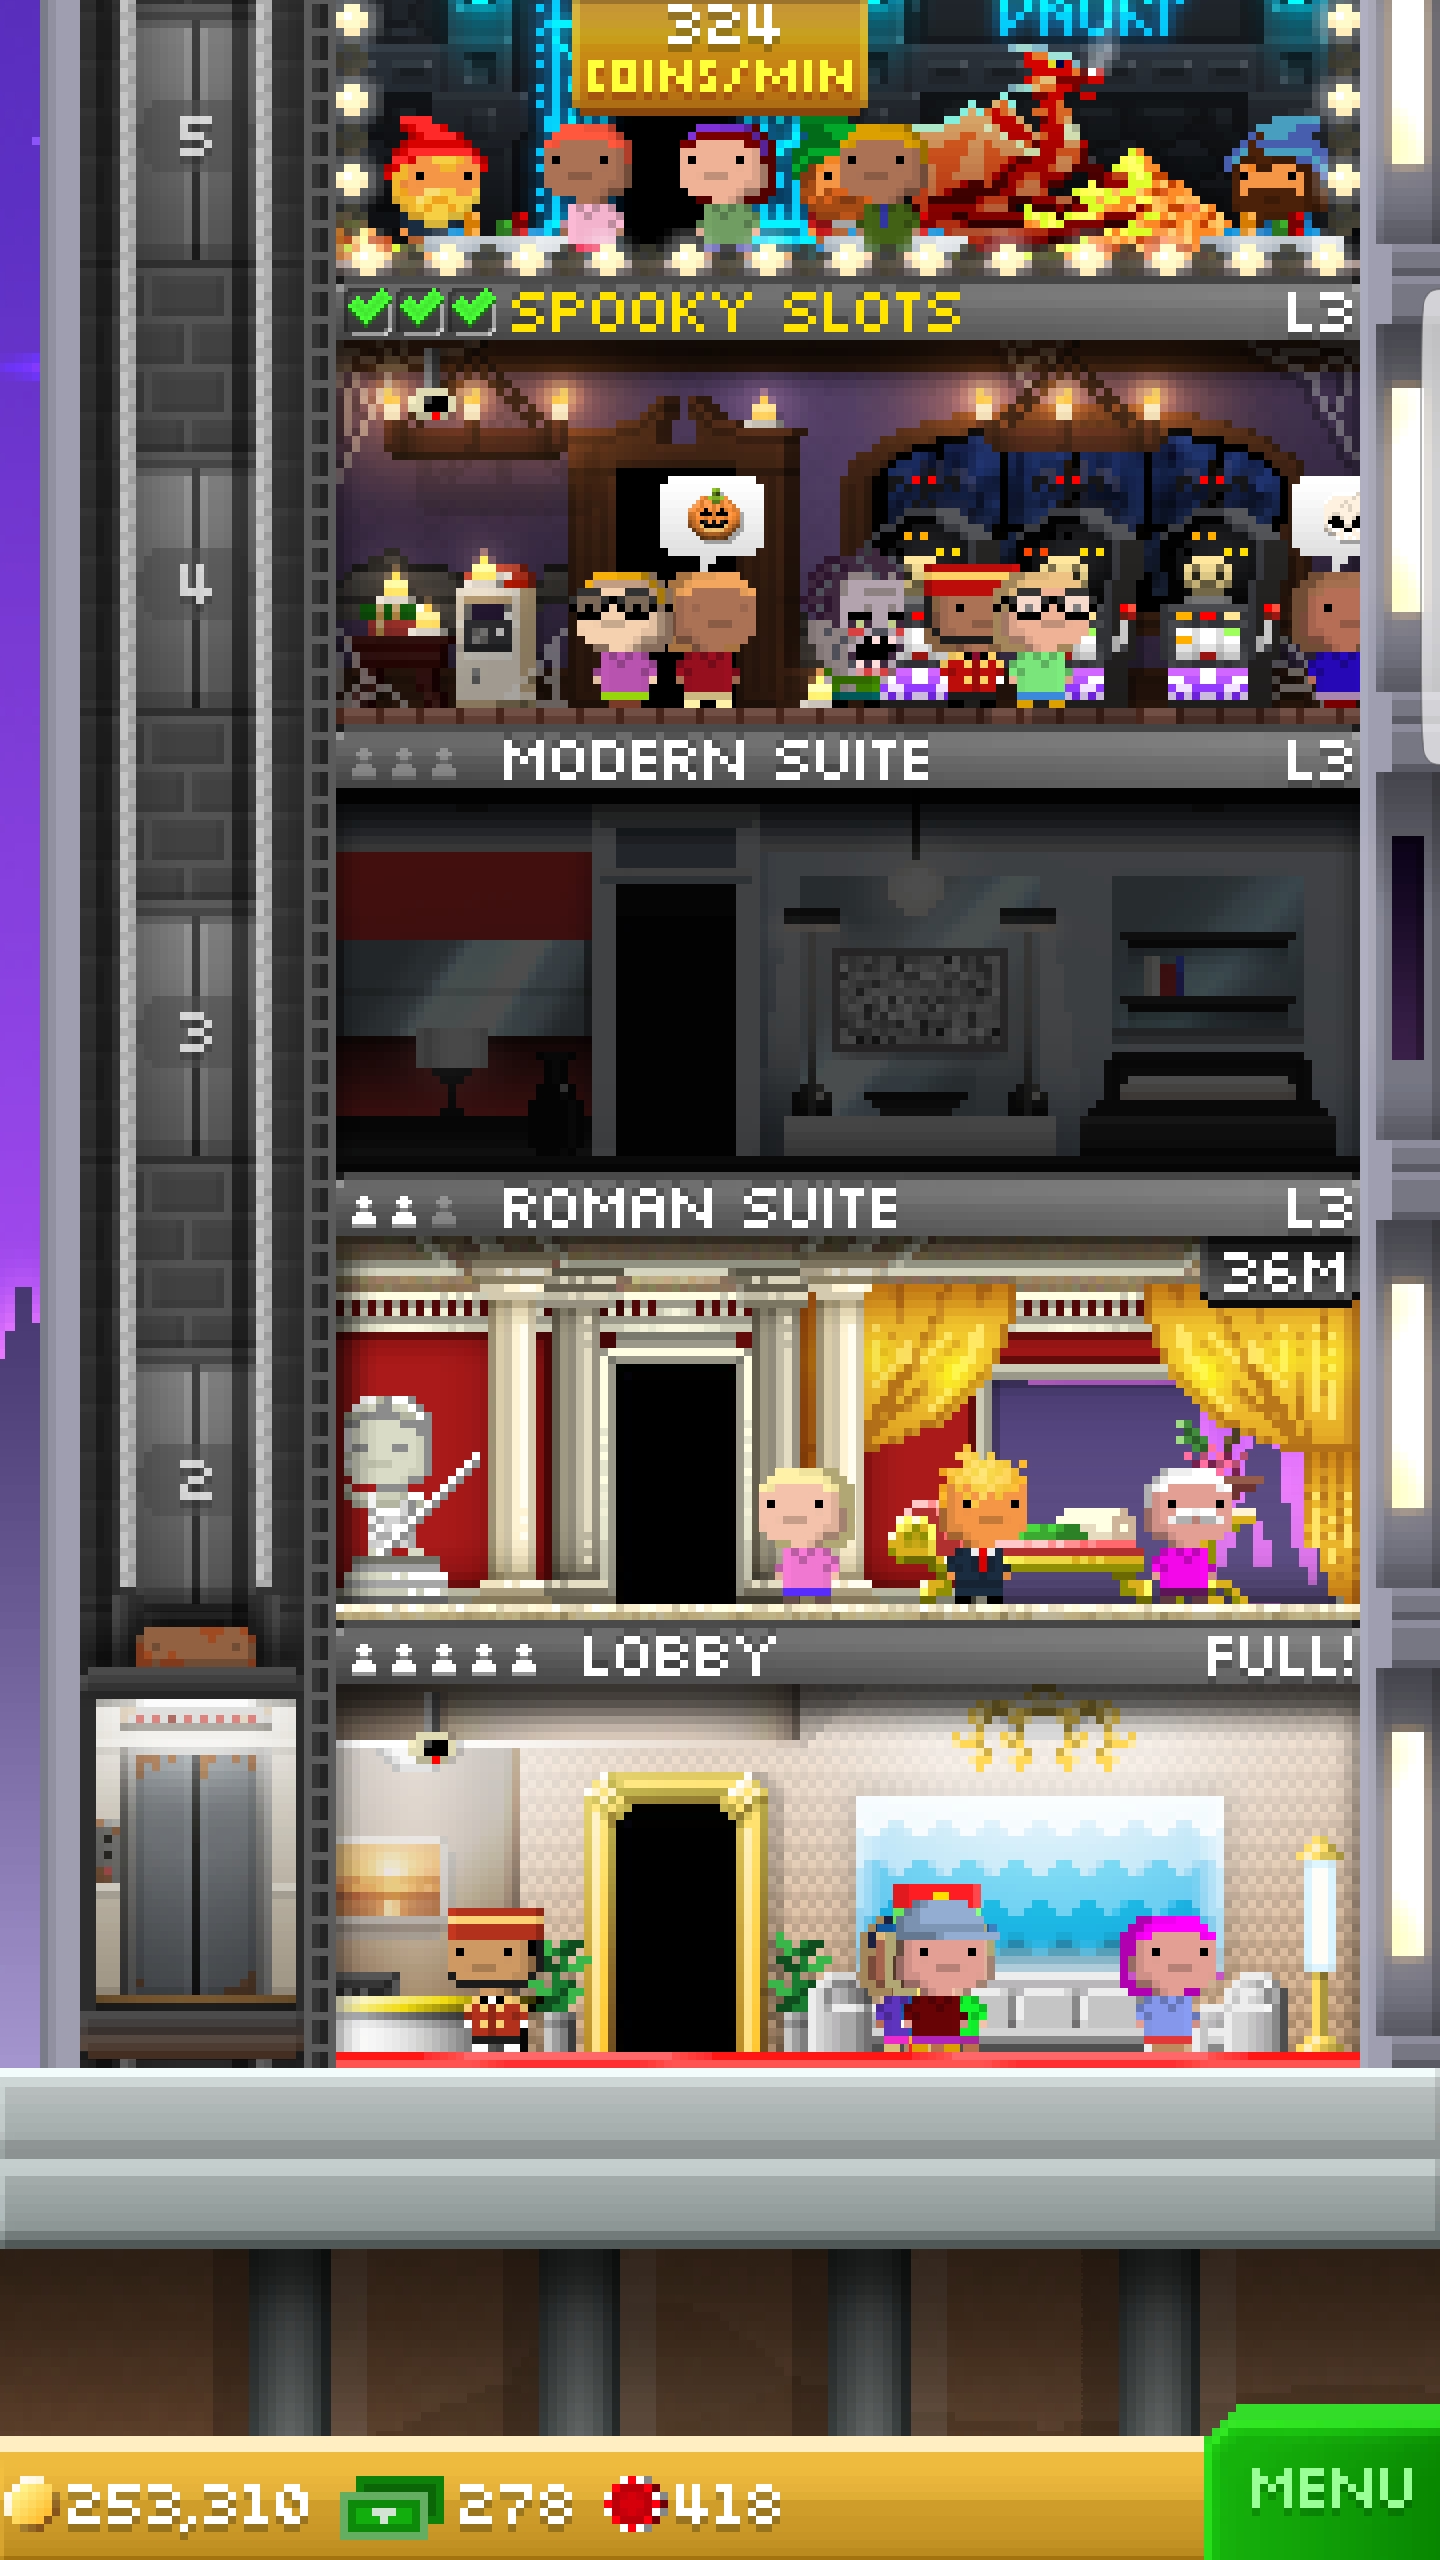 324
COINS/MIN
5
SPOOKY SLOTS L3
4
MODERN SUITE L3
3
ROMAN SUITE L3
36M
2
LOBBY FULL!
253,310 278 418
MENU